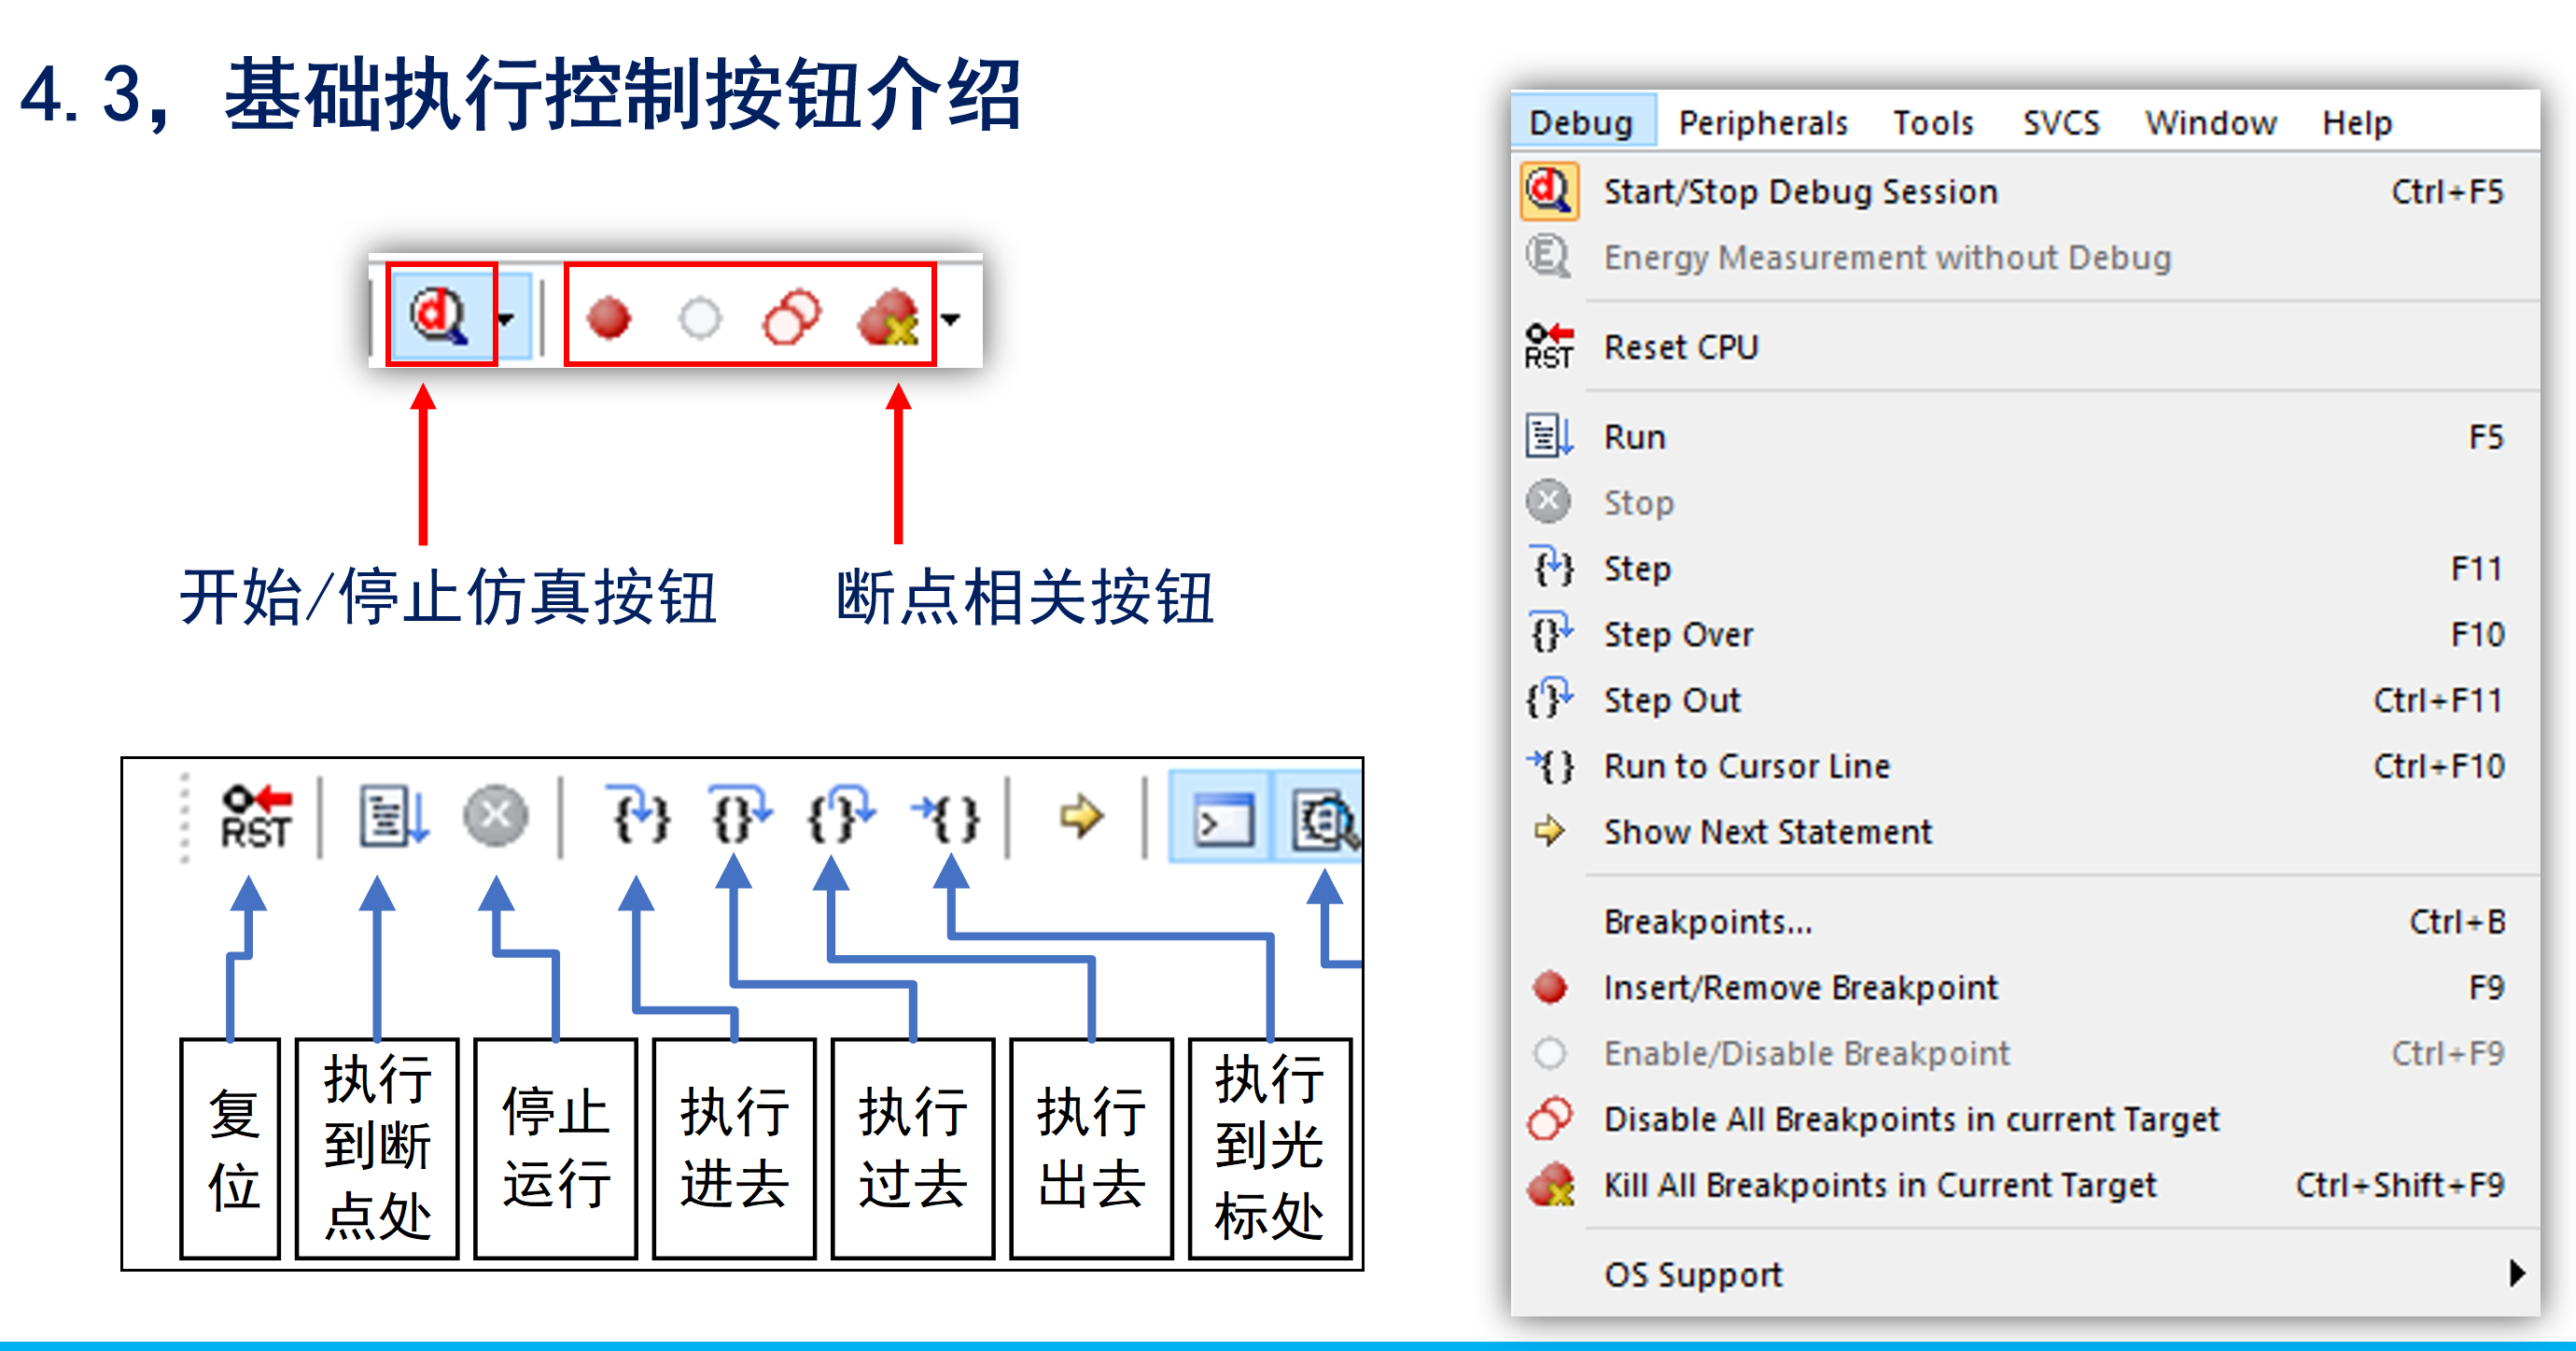 4.3，基础执行控制按钮介绍
开始/停止仿真按钮
断点相关按钮
RST
复
位
执行
到断
点处
停止
运行
执行
进去
执行
过去
执行
出去
执行
到光
标处
Debug Peripherals Tools SVCS Window Help
Start/Stop Debug Session Ctrl+F5
Energy Measurement without Debug
RST Reset CPU
Run F5
Stop
Step F11
Step Over F10
Step Out Ctrl+F11
Run to Cursor Line Ctrl+F10
Show Next Statement
Breakpoints... Ctrl+B
Insert/Remove Breakpoint F9
Enable/Disable Breakpoint Ctrl+F9
Disable All Breakpoints in current Target
Kill All Breakpoints in Current Target Ctrl+Shift+F9
OS Support